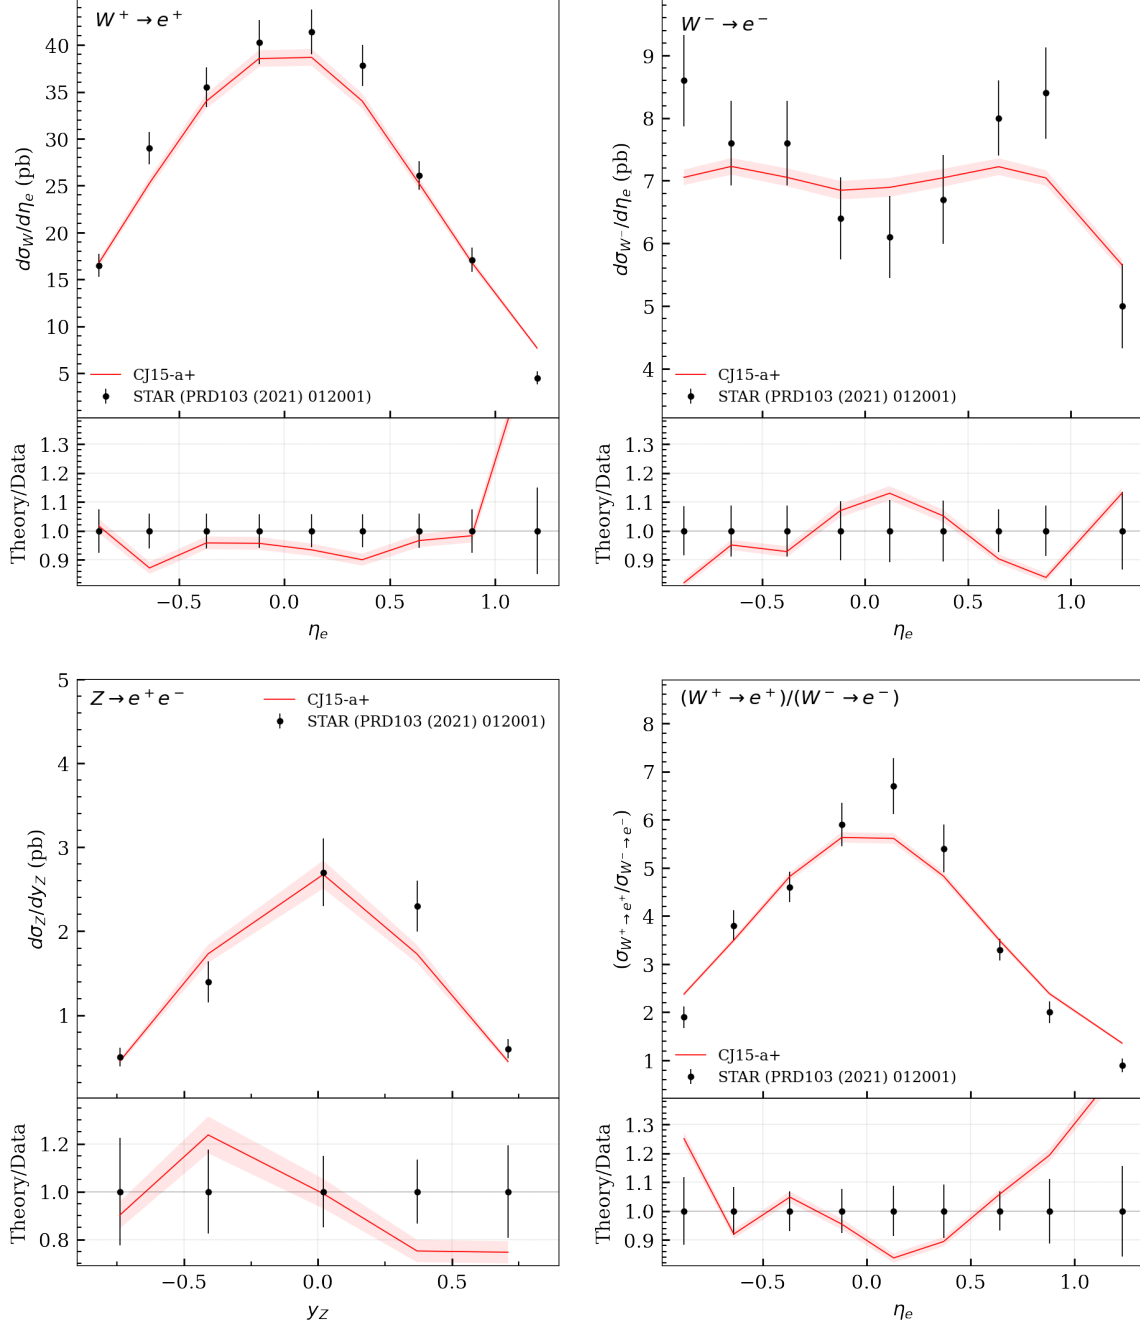 W⁺ → e⁺
40
35
30
25
20
15
10
5
dσ_W/dη_e (pb)
CJ15-a+
STAR (PRD103 (2021) 012001)
1.3
1.2
1.1
1.0
0.9
Theory/Data
−0.5
0.0
0.5
1.0
η_e
W⁻ → e⁻
9
8
7
6
5
4
dσ_{W⁻}/dη_e (pb)
CJ15-a+
STAR (PRD103 (2021) 012001)
1.3
1.2
1.1
1.0
0.9
Theory/Data
−0.5
0.0
0.5
1.0
η_e
Z → e⁺e⁻
CJ15-a+
STAR (PRD103 (2021) 012001)
5
4
3
2
1
dσ_Z/dy_Z (pb)
1.2
1.0
0.8
Theory/Data
−0.5
0.0
0.5
y_Z
(W⁺ → e⁺)/(W⁻ → e⁻)
8
7
6
5
4
3
2
1
(σ_{W⁺→e⁺}/σ_{W⁻→e⁻})
CJ15-a+
STAR (PRD103 (2021) 012001)
1.3
1.2
1.1
1.0
0.9
Theory/Data
−0.5
0.0
0.5
1.0
η_e